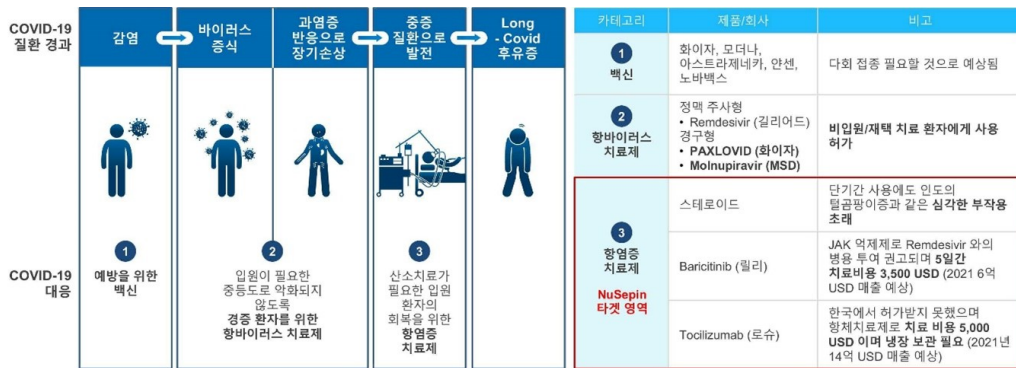 COVID-19
질환 경과
감염
바이러스
증식
과염증
반응으로
장기손상
중증
질환으로
발전
Long
- Covid
후유증
COVID-19
대응
1
예방을 위한
백신
2
입원이 필요한
중등도로 악화되지
않도록
경증 환자를 위한
항바이러스 치료제
3
산소치료가
필요한 입원
환자의
회복을 위한
항염증
치료제
카테고리
제품/회사
비고
1
백신
화이자, 모더나,
아스트라제네카, 얀센,
노바백스
다회 접종 필요할 것으로 예상됨
2
항바이러스
치료제
정맥 주사형
• Remdesivir (길리어드)
경구형
• PAXLOVID (화이자)
• Molnupiravir (MSD)
비입원/재택 치료 환자에게 사용
허가
3
항염증
치료제
NuSepin
타겟 영역
스테로이드
단기간 사용에도 인도의
털곰팡이증과 같은 심각한 부작용
초래
Baricitinib (릴리)
JAK 억제제로 Remdesivir 와의
병용 투여 권고되며 5일간
치료비용 3,500 USD (2021 6억
USD 매출 예상)
Tocilizumab (로슈)
한국에서 허가받지 못했으며
항체치료제로 치료 비용 5,000
USD 이며 냉장 보관 필요 (2021년
14억 USD 매출 예상)